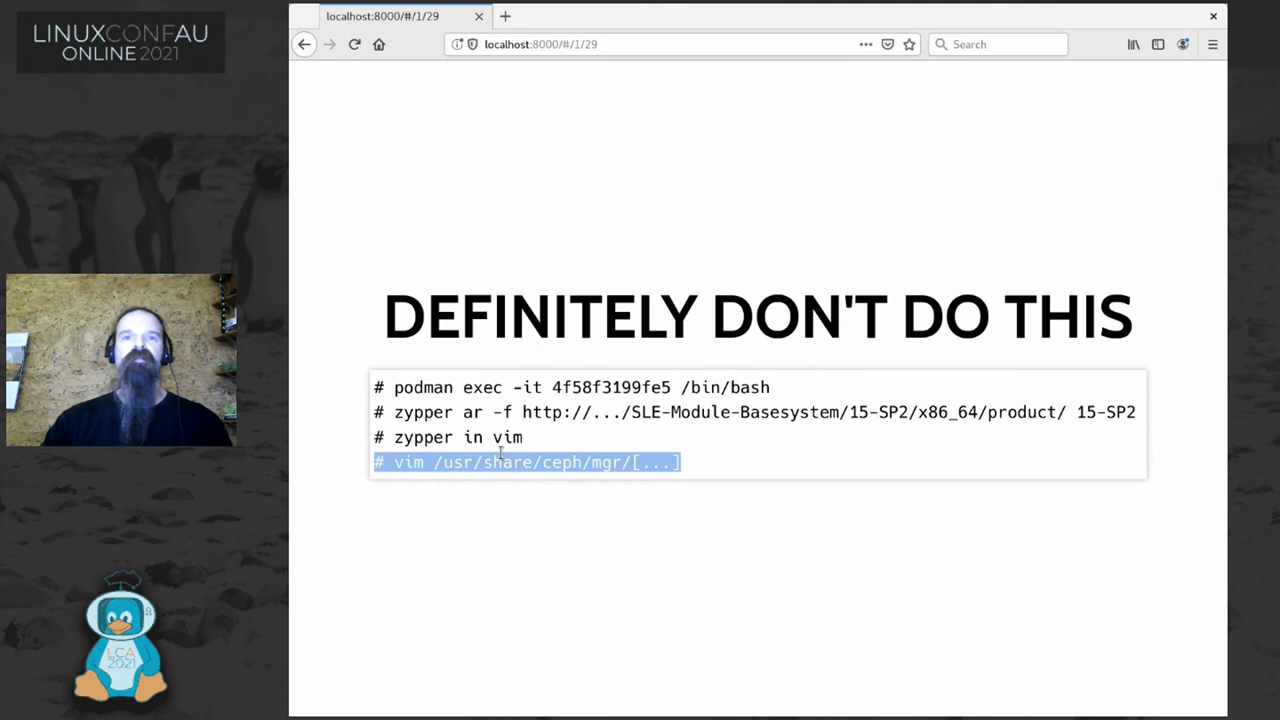 LINUXCONFAU
ONLINE 2021
localhost:8000/#/1/29
localhost:8000/#/1/29
Search
DEFINITELY DON'T DO THIS
# podman exec -it 4f58f3199fe5 /bin/bash
# zypper ar -f http://.../SLE-Module-Basesystem/15-SP2/x86_64/product/ 15-SP2
# zypper in vim
# vim /usr/share/ceph/mgr/[...]
LCA
2021